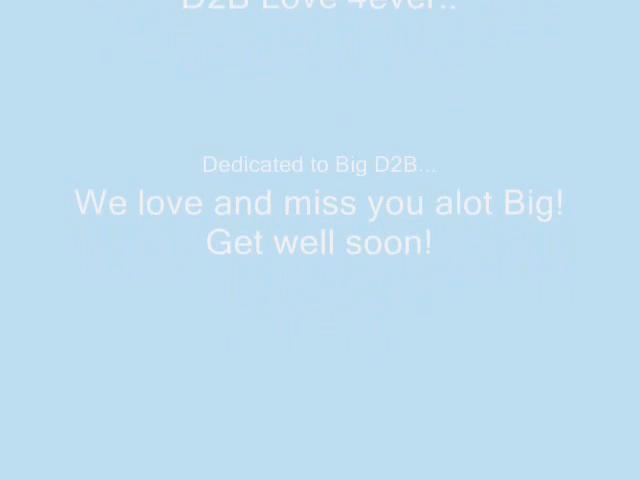 D2B Love 4ever..
Dedicated to Big D2B...
We love and miss you alot Big!
Get well soon!